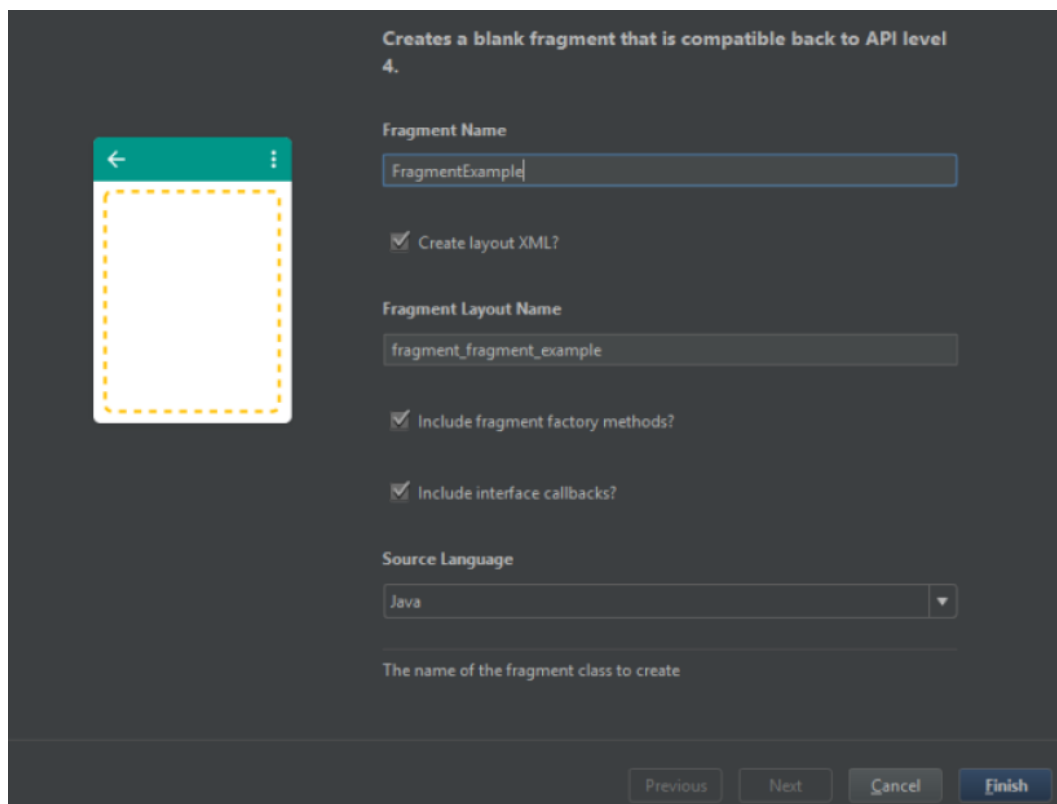 Creates a blank fragment that is compatible back to API level
4.
Fragment Name
FragmentExample
Create layout XML?
Fragment Layout Name
fragment_fragment_example
Include fragment factory methods?
Include interface callbacks?
Source Language
Java
The name of the fragment class to create
Previous Next Cancel Finish